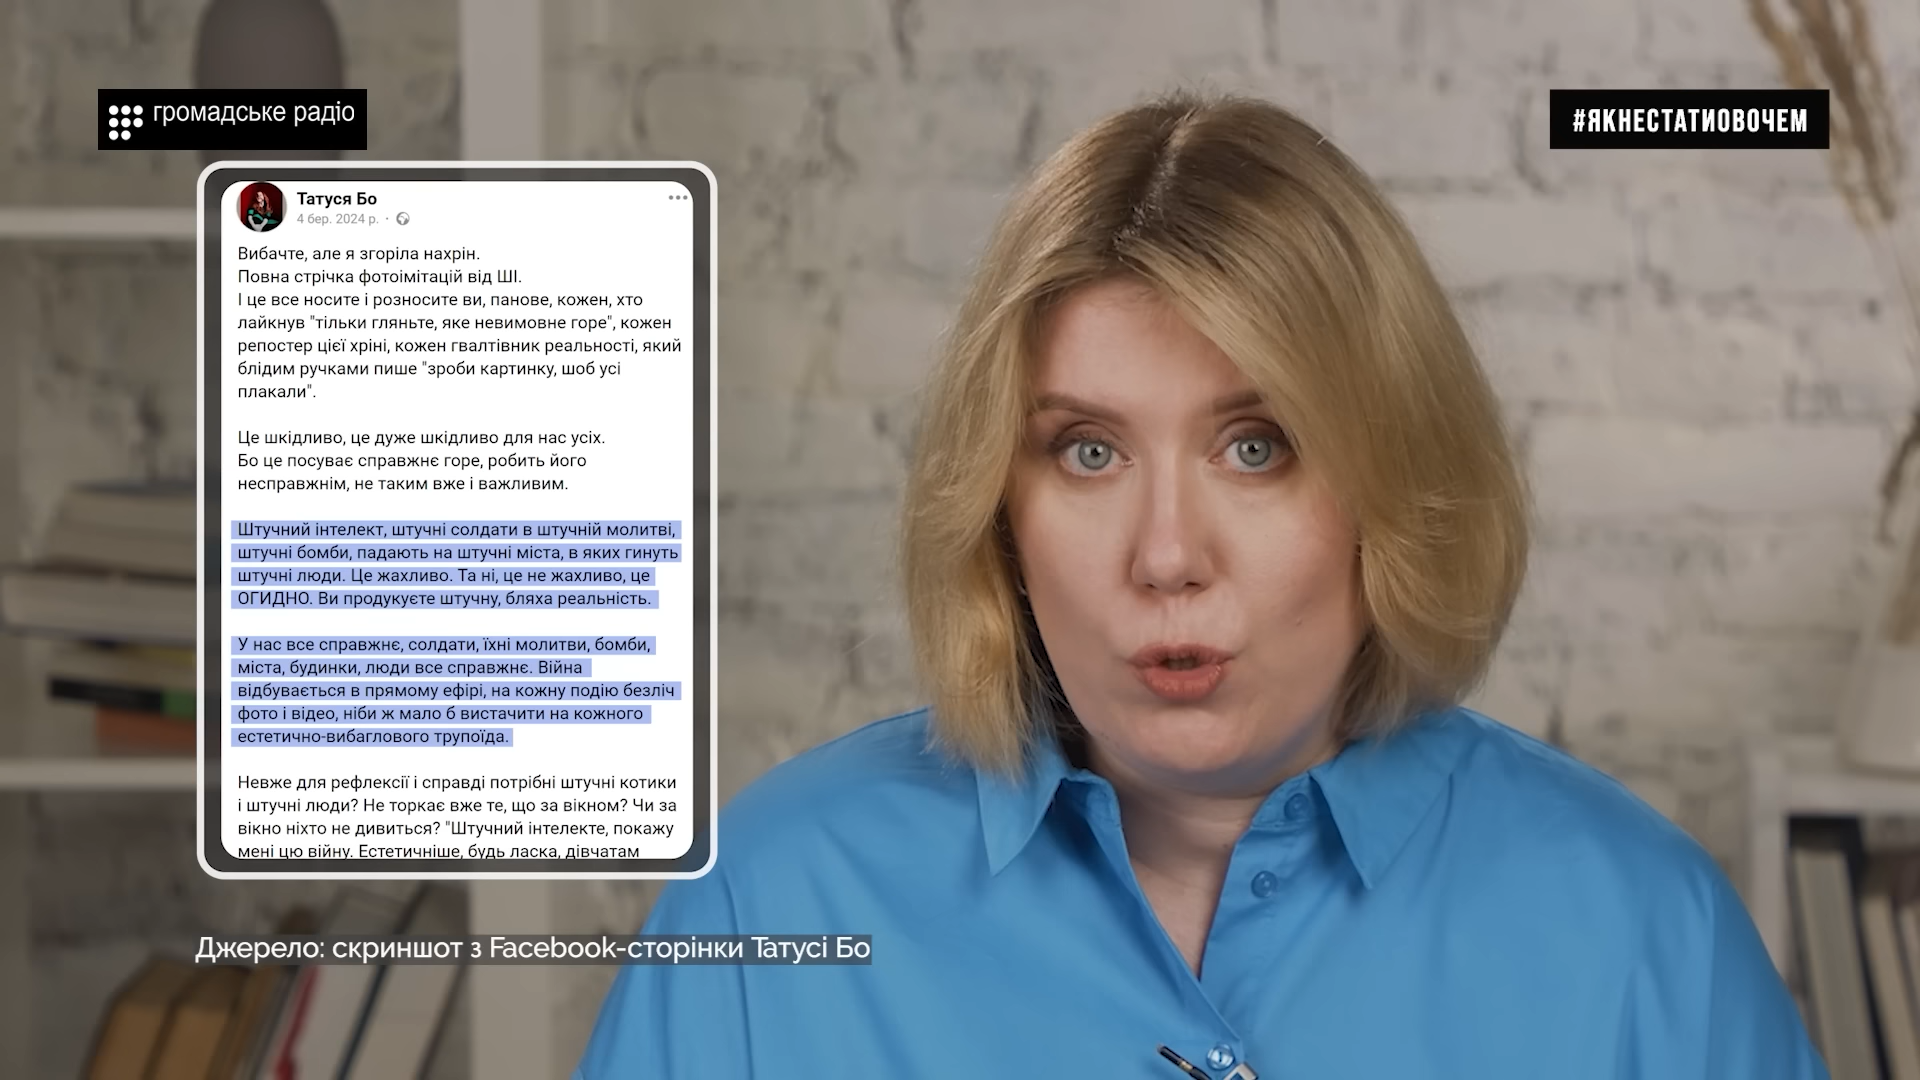 громадське радіо
#ЯКНЕСТАТИОВОЧЕМ
Татуся Бо
4 бер. 2024 р. ·
Вибачте, але я згоріла нахрін.
Повна стрічка фотоімітацій від ШІ.
І це все носите і розносите ви, панове, кожен, хто
лайкнув "тільки гляньте, яке невимовне горе", кожен
репостер цієї хріні, кожен гвалтівник реальності, який
блідим ручками пише "зроби картинку, шоб усі
плакали".
Це шкідливо, це дуже шкідливо для нас усіх.
Бо це посуває справжнє горе, робить його
несправжнім, не таким вже і важливим.
Штучний інтелект, штучні солдати в штучній молитві,
штучні бомби, падають на штучні міста, в яких гинуть
штучні люди. Це жахливо. Та ні, це не жахливо, це
ОГИДНО. Ви продукуєте штучну, бляха реальність.
У нас все справжнє, солдати, їхні молитви, бомби,
міста, будинки, люди все справжнє. Війна
відбувається в прямому ефірі, на кожну подію безліч
фото і відео, ніби ж мало б вистачити на кожного
естетично-вибагливого трупоїда.
Невже для рефлексії і справді потрібні штучні котики
і штучні люди? Не торкає вже те, що за вікном? Чи за
вікно ніхто не дивиться? "Штучний інтелекте, покажу
мені цю війну. Естетичніше, будь ласка, дівчатам
Джерело: скриншот з Facebook-сторінки Татусі Бо